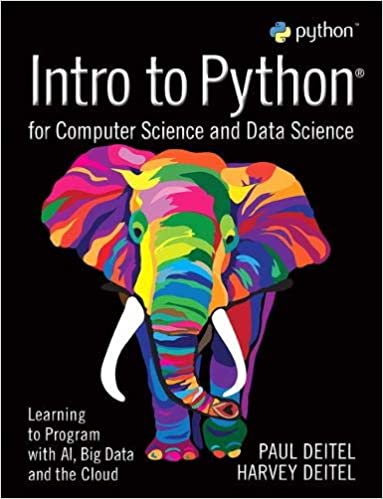 python™
Intro to Python®
for Computer Science and Data Science
Learning
to Program
with AI, Big Data
and the Cloud
PAUL DEITEL
HARVEY DEITEL